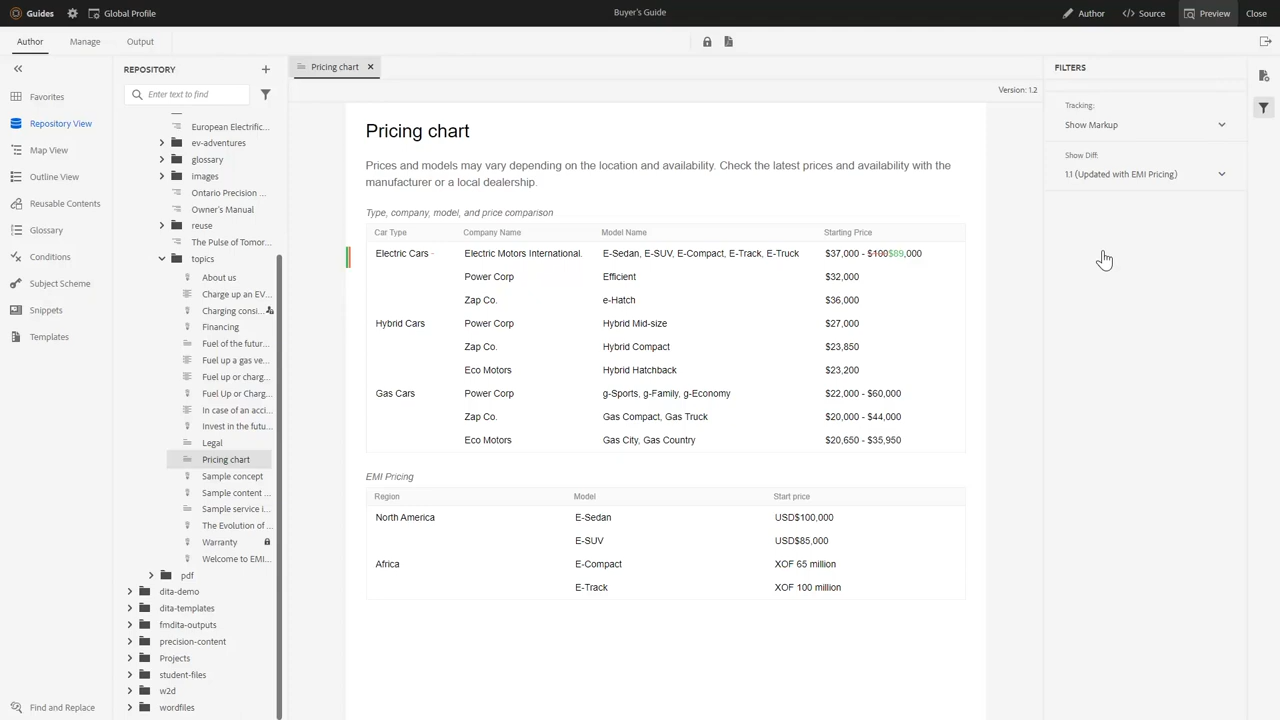 Guides
Global Profile
Buyer's Guide
Author
Source
Preview
Close
Author
Manage
Output
Favorites
Repository View
Map View
Outline View
Reusable Contents
Glossary
Conditions
Subject Scheme
Snippets
Templates
Find and Replace
REPOSITORY
Enter text to find
European Electrific...
ev-adventures
glossary
images
Ontario Precision ...
Owner's Manual
reuse
The Pulse of Tomor...
topics
About us
Charge up an EV...
Charging consi...
Financing
Fuel of the futur...
Fuel up a gas ve...
Fuel up or charg...
Fuel Up or Charg...
In case of an acci...
Invest in the futu...
Legal
Pricing chart
Sample concept
Sample content ...
Sample service i...
The Evolution of ...
Warranty
Welcome to EMI...
pdf
dita-demo
dita-templates
fmdita-outputs
precision-content
Projects
student-files
w2d
wordfiles
Pricing chart
Version: 1.2
Pricing chart
Prices and models may vary depending on the location and availability. Check the latest prices and availability with the
manufacturer or a local dealership.
Type, company, model, and price comparison
Car Type Company Name Model Name Starting Price
Electric Cars Electric Motors International. E-Sedan, E-SUV, E-Compact, E-Track, E-Truck $37,000 - $100$89,000
Power Corp Efficient $32,000
Zap Co. e-Hatch $36,000
Hybrid Cars Power Corp Hybrid Mid-size $27,000
Zap Co. Hybrid Compact $23,850
Eco Motors Hybrid Hatchback $23,200
Gas Cars Power Corp g-Sports, g-Family, g-Economy $22,000 - $60,000
Zap Co. Gas Compact, Gas Truck $20,000 - $44,000
Eco Motors Gas City, Gas Country $20,650 - $35,950
EMI Pricing
Region Model Start price
North America E-Sedan USD$100,000
E-SUV USD$85,000
Africa E-Compact XOF 65 million
E-Track XOF 100 million
FILTERS
Tracking:
Show Markup
Show Diff:
1.1 (Updated with EMI Pricing)